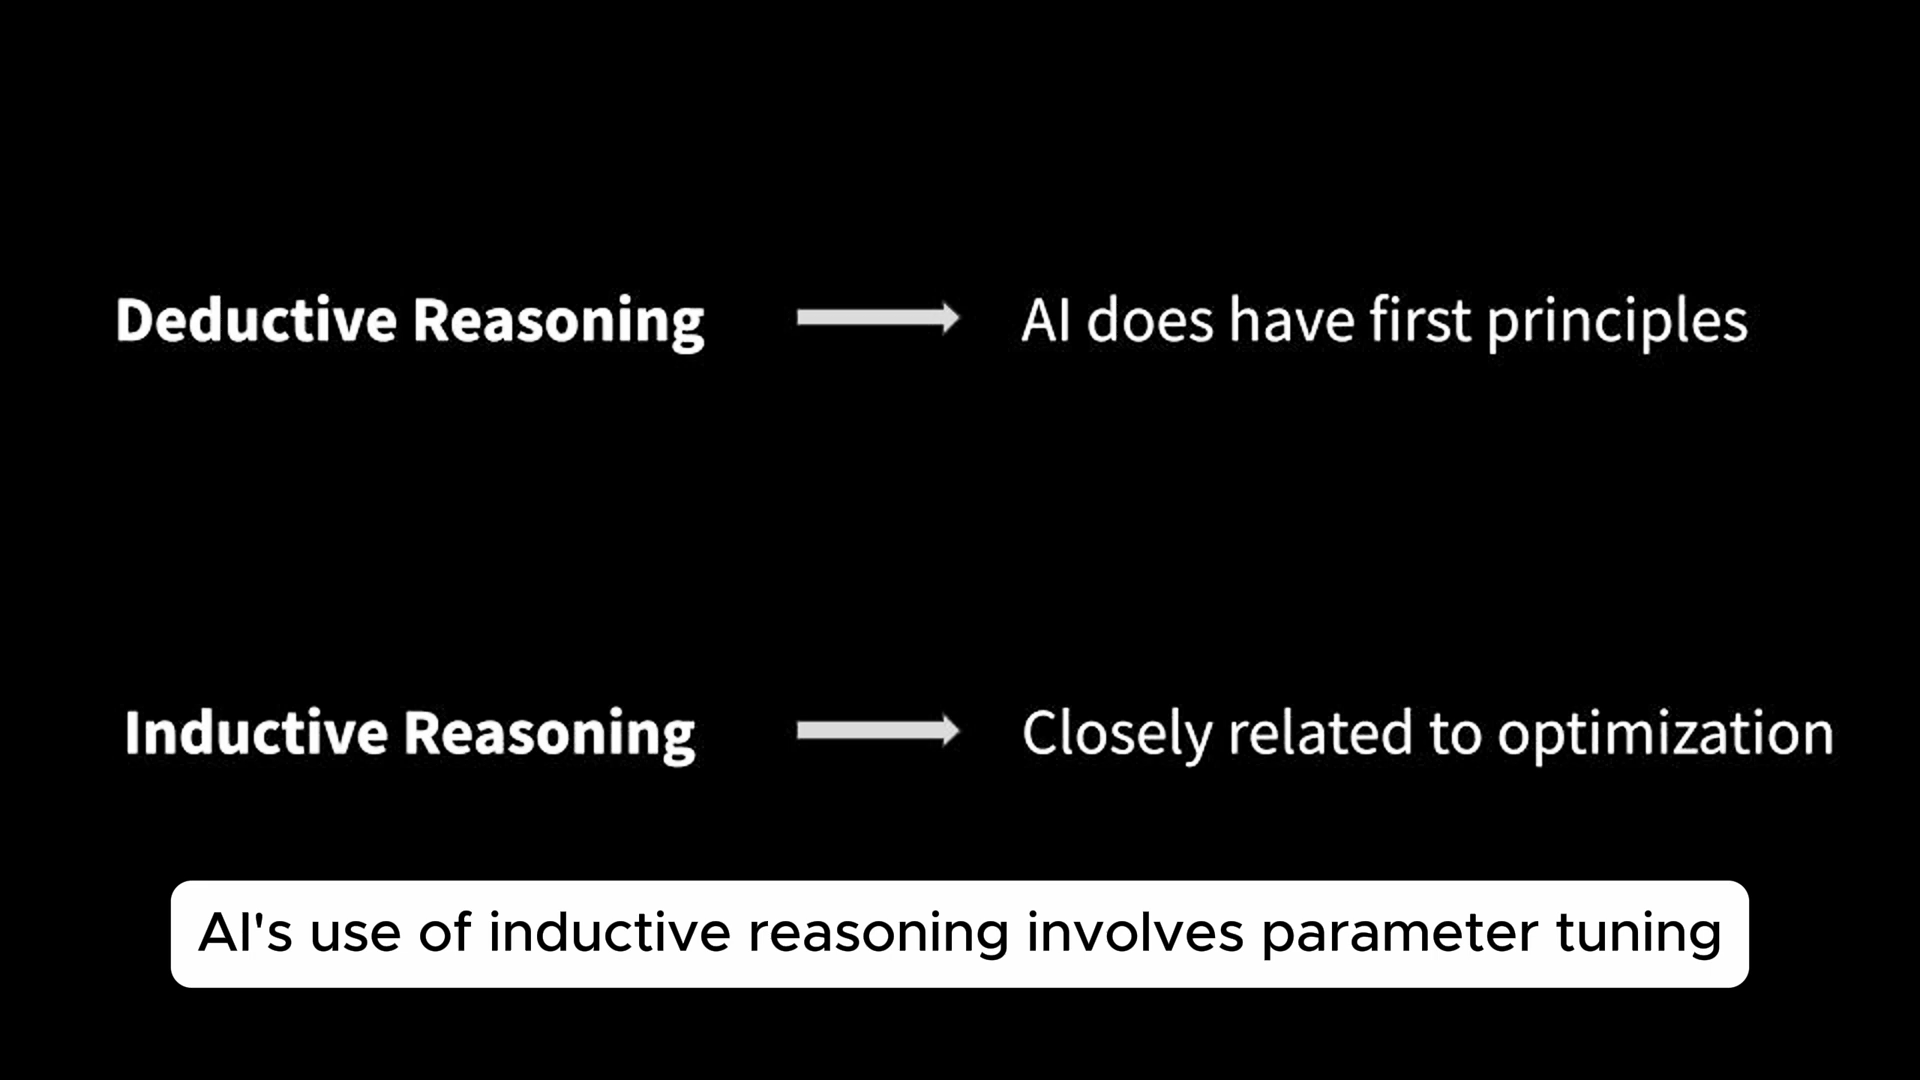 Deductive Reasoning
AI does have first principles
Inductive Reasoning
Closely related to optimization
AI's use of inductive reasoning involves parameter tuning